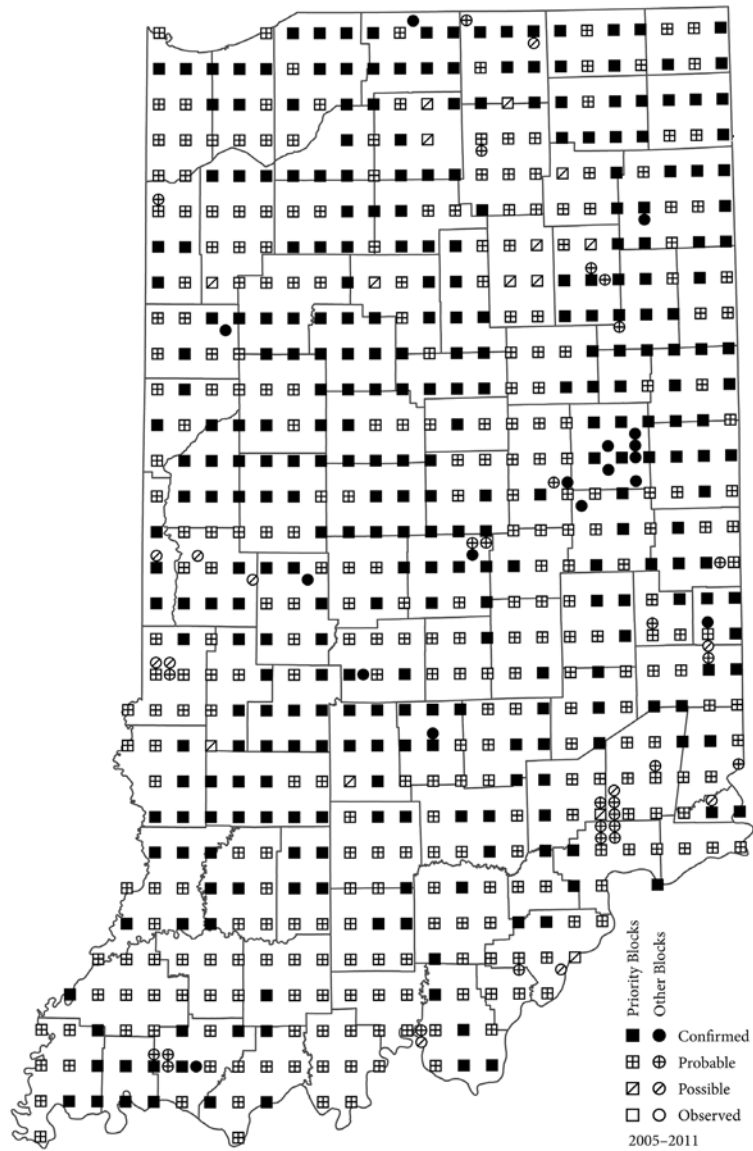 Priority Blocks
Other Blocks
Confirmed
Probable
Possible
Observed
2005–2011